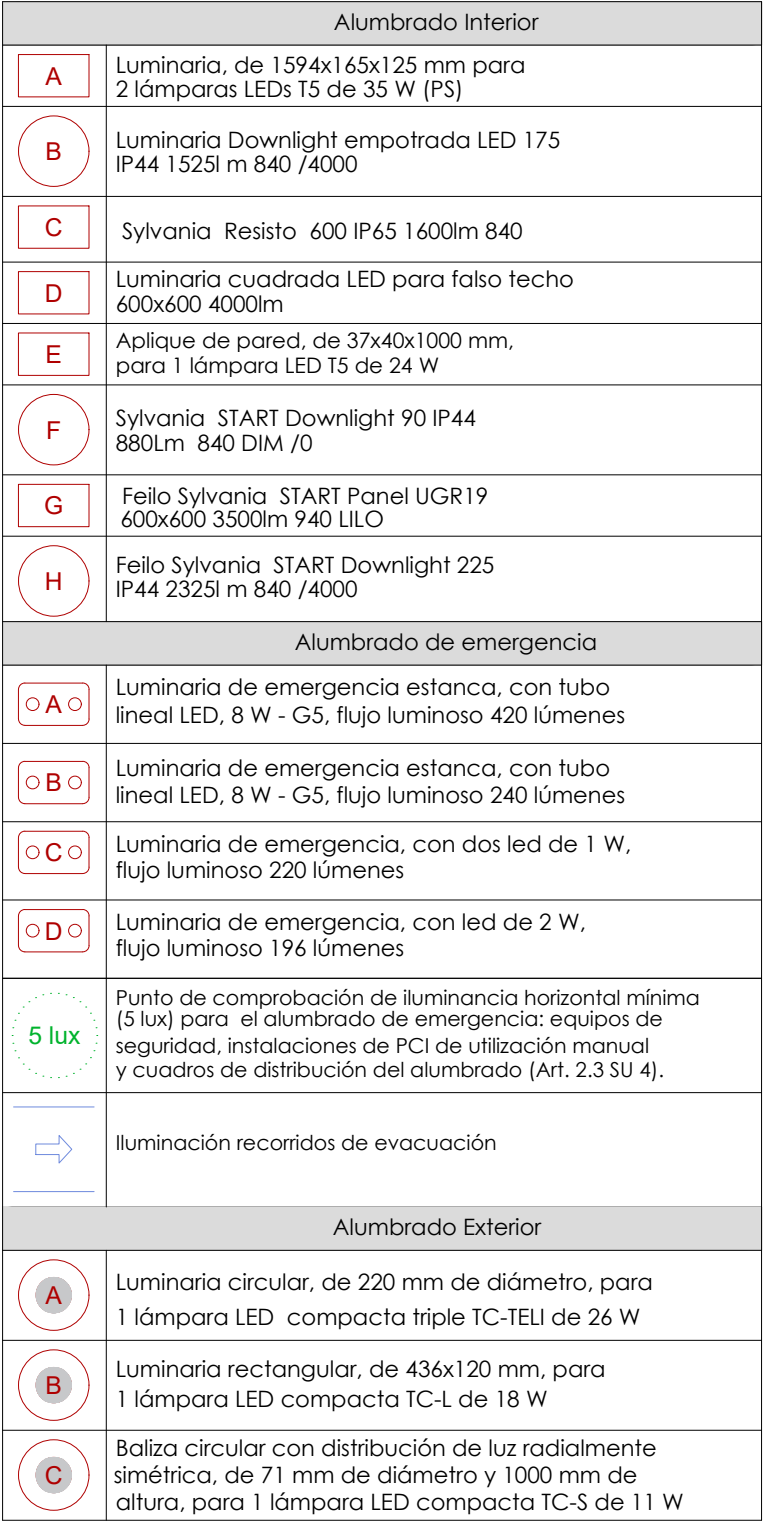 Alumbrado Interior
A
Luminaria, de 1594x165x125 mm para
2 lámparas LEDs T5 de 35 W (PS)
B
Luminaria Downlight empotrada LED 175
IP44 1525l m 840 /4000
C
Sylvania Resisto 600 IP65 1600lm 840
D
Luminaria cuadrada LED para falso techo
600x600 4000lm
E
Aplique de pared, de 37x40x1000 mm,
para 1 lámpara LED T5 de 24 W
F
Sylvania START Downlight 90 IP44
880Lm 840 DIM /0
G
Feilo Sylvania START Panel UGR19
600x600 3500lm 940 LILO
H
Feilo Sylvania START Downlight 225
IP44 2325l m 840 /4000
Alumbrado de emergencia
A
Luminaria de emergencia estanca, con tubo
lineal LED, 8 W - G5, flujo luminoso 420 lúmenes
B
Luminaria de emergencia estanca, con tubo
lineal LED, 8 W - G5, flujo luminoso 240 lúmenes
C
Luminaria de emergencia, con dos led de 1 W,
flujo luminoso 220 lúmenes
D
Luminaria de emergencia, con led de 2 W,
flujo luminoso 196 lúmenes
5 lux
Punto de comprobación de iluminancia horizontal mínima
(5 lux) para el alumbrado de emergencia: equipos de
seguridad, instalaciones de PCI de utilización manual
y cuadros de distribución del alumbrado (Art. 2.3 SU 4).
Iluminación recorridos de evacuación
Alumbrado Exterior
A
Luminaria circular, de 220 mm de diámetro, para
1 lámpara LED compacta triple TC-TELI de 26 W
B
Luminaria rectangular, de 436x120 mm, para
1 lámpara LED compacta TC-L de 18 W
C
Baliza circular con distribución de luz radialmente
simétrica, de 71 mm de diámetro y 1000 mm de
altura, para 1 lámpara LED compacta TC-S de 11 W